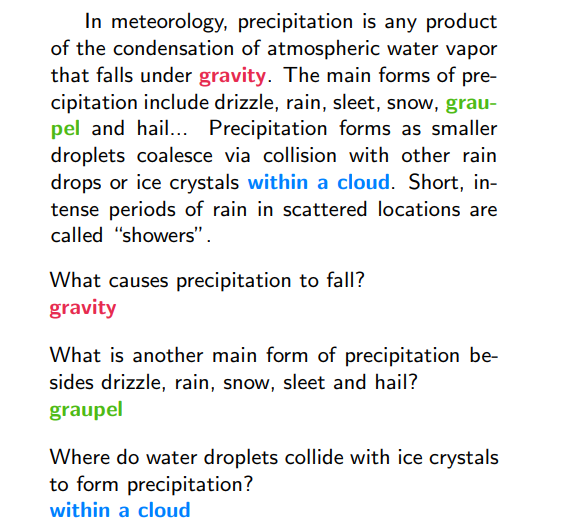 In meteorology, precipitation is any product
of the condensation of atmospheric water vapor
that falls under gravity. The main forms of pre-
cipitation include drizzle, rain, sleet, snow, grau-
pel and hail... Precipitation forms as smaller
droplets coalesce via collision with other rain
drops or ice crystals within a cloud. Short, in-
tense periods of rain in scattered locations are
called “showers”.
What causes precipitation to fall?
gravity
What is another main form of precipitation be-
sides drizzle, rain, snow, sleet and hail?
graupel
Where do water droplets collide with ice crystals
to form precipitation?
within a cloud